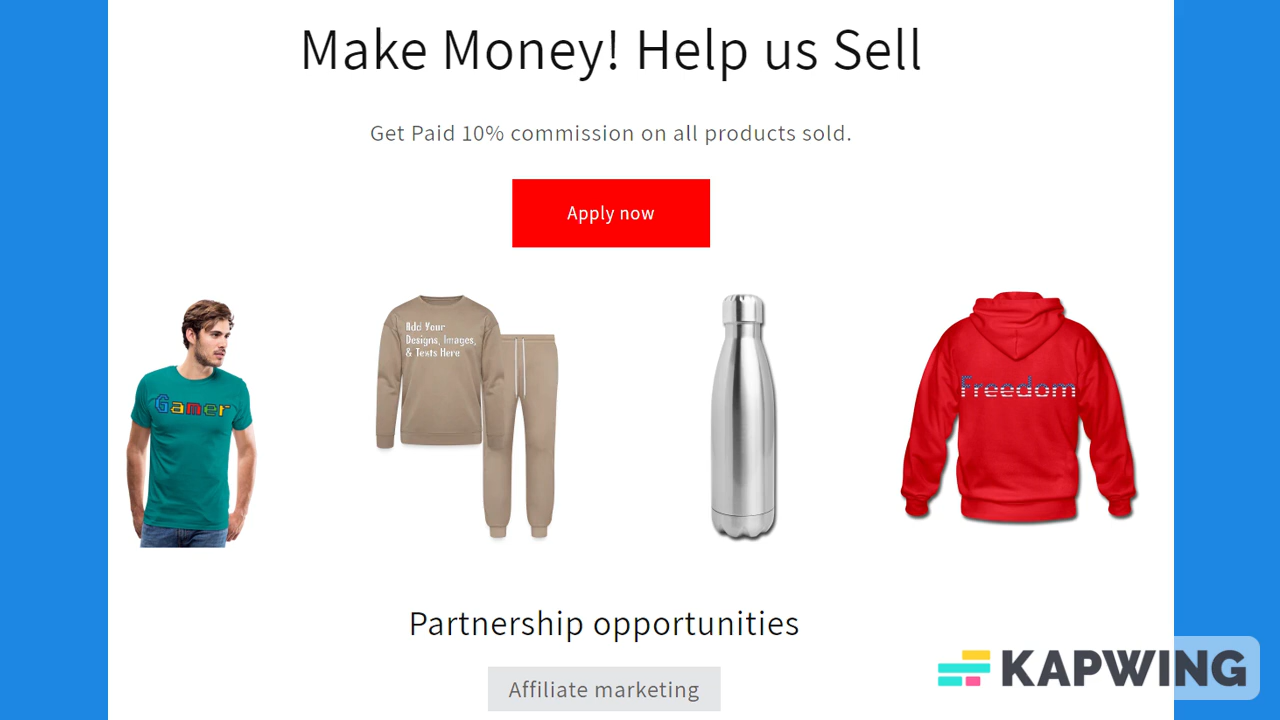 Make Money! Help us Sell
Get Paid 10% commission on all products sold.
Apply now
Gamer
Add Your
Designs, Images,
& Texts Here
Freedom
Partnership opportunities
Affiliate marketing
KAPWING